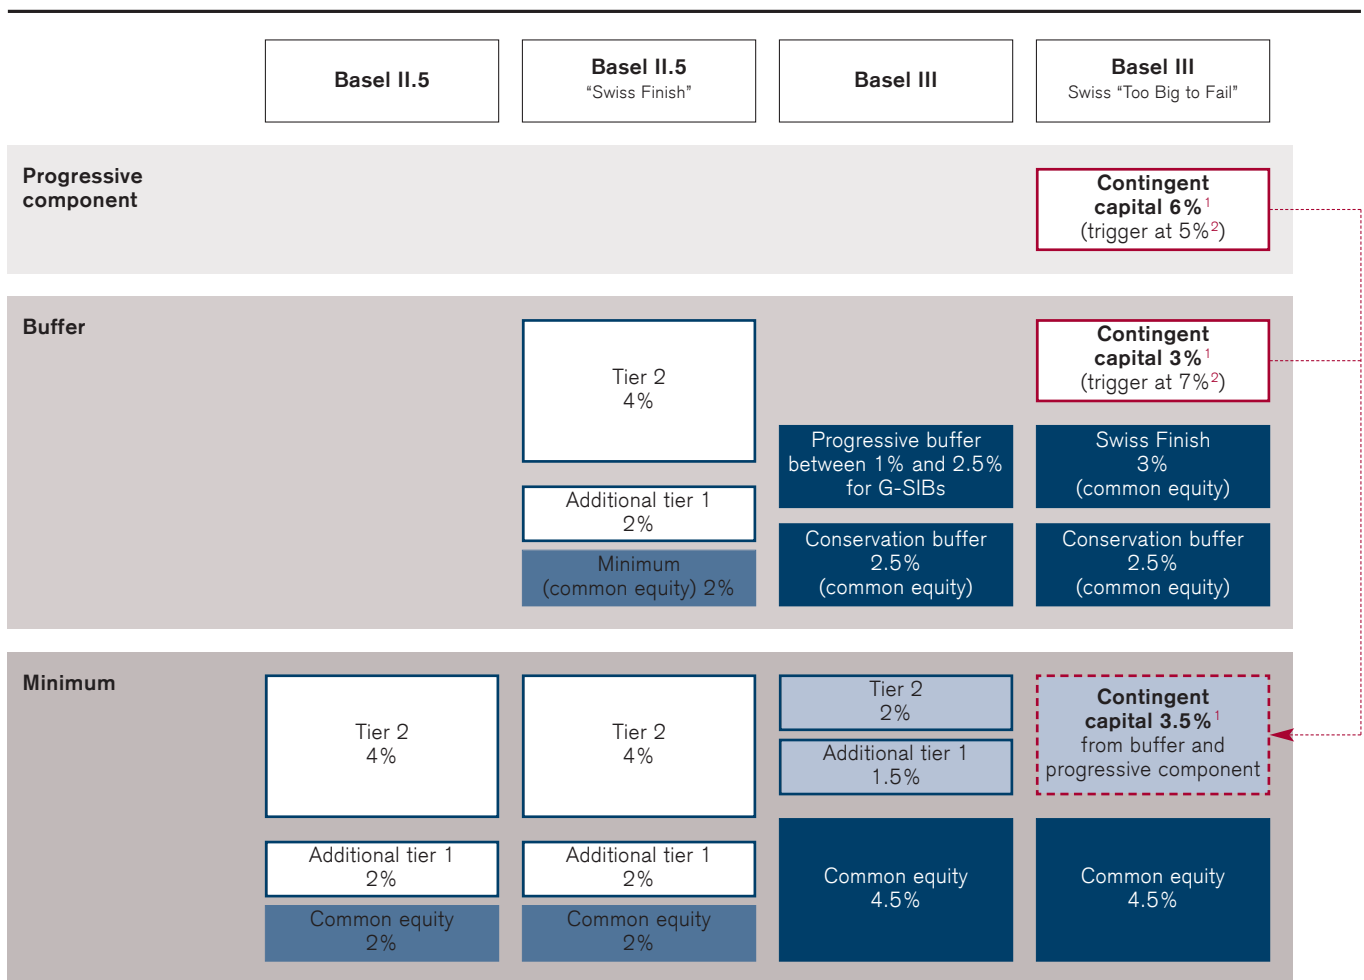 Basel II.5
Basel II.5
“Swiss Finish”
Basel III
Basel III
Swiss “Too Big to Fail”
Progressive
component
Contingent
capital 6%1
(trigger at 5%2)
Buffer
Tier 2
4%
Additional tier 1
2%
Minimum
(common equity) 2%
Progressive buffer
between 1% and 2.5%
for G-SIBs
Conservation buffer
2.5%
(common equity)
Contingent
capital 3%1
(trigger at 7%2)
Swiss Finish
3%
(common equity)
Conservation buffer
2.5%
(common equity)
Minimum
Tier 2
4%
Additional tier 1
2%
Common equity
2%
Tier 2
4%
Additional tier 1
2%
Common equity
2%
Tier 2
2%
Additional tier 1
1.5%
Common equity
4.5%
Contingent
capital 3.5%1
from buffer and
progressive component
Common equity
4.5%